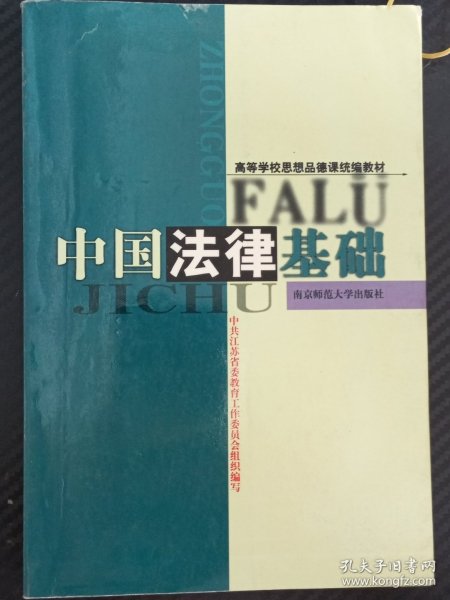 ZHONGGUO
高等学校思想品德课统编教材
FALÜ
中国法律基础
JICHU
南京师范大学出版社
中共江苏省委教育工作委员会组织编写
孔夫子旧书网
www.kongfz.com